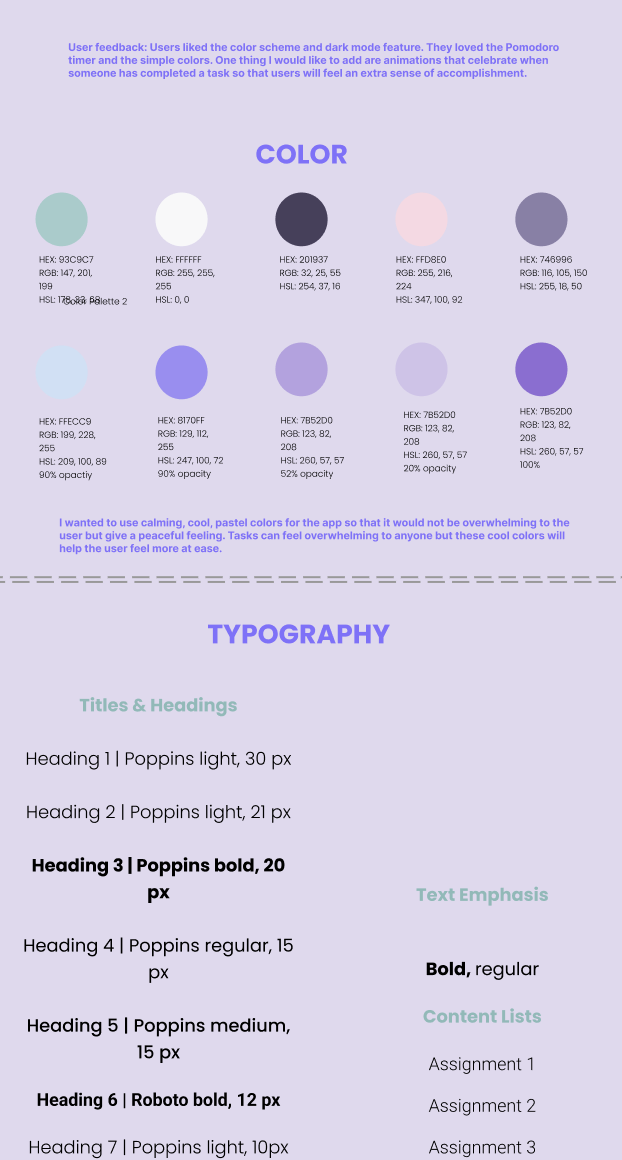 User feedback: Users liked the color scheme and dark mode feature. They loved the Pomodoro
timer and the simple colors. One thing I would like to add are animations that celebrate when
someone has completed a task so that users will feel an extra sense of accomplishment.
COLOR
HEX: 93C9C7
RGB: 147, 201,
199
HSL: 178, 33, 68
Color Palette 2
HEX: FFFFFF
RGB: 255, 255,
255
HSL: 0, 0
HEX: 201937
RGB: 32, 25, 55
HSL: 254, 37, 16
HEX: FFD8E0
RGB: 255, 216,
224
HSL: 347, 100, 92
HEX: 746996
RGB: 116, 105, 150
HSL: 255, 18, 50
HEX: FFECC9
RGB: 199, 228,
255
HSL: 209, 100, 89
90% opactiy
HEX: 8170FF
RGB: 129, 112,
255
HSL: 247, 100, 72
90% opacity
HEX: 7B52D0
RGB: 123, 82,
208
HSL: 260, 57, 57
52% opacity
HEX: 7B52D0
RGB: 123, 82,
208
HSL: 260, 57, 57
20% opacity
HEX: 7B52D0
RGB: 123, 82,
208
HSL: 260, 57, 57
100%
I wanted to use calming, cool, pastel colors for the app so that it would not be overwhelming to the
user but give a peaceful feeling. Tasks can feel overwhelming to anyone but these cool colors will
help the user feel more at ease.
TYPOGRAPHY
Titles & Headings
Heading 1 | Poppins light, 30 px
Heading 2 | Poppins light, 21 px
Heading 3 | Poppins bold, 20
px
Heading 4 | Poppins regular, 15
px
Heading 5 | Poppins medium,
15 px
Heading 6 | Roboto bold, 12 px
Heading 7 | Poppins light, 10px
Text Emphasis
Bold, regular
Content Lists
Assignment 1
Assignment 2
Assignment 3